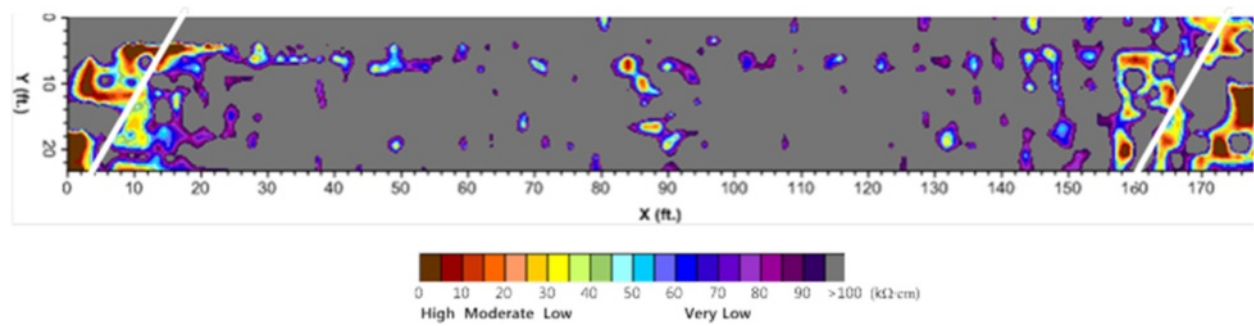 0
10
20
Y (ft.)
0 10 20 30 40 50 60 70 80 90 100 110 120 130 140 150 160 170
X (ft.)
0 10 20 30 40 50 60 70 80 90 >100 (kΩ·cm)
High Moderate Low Very Low